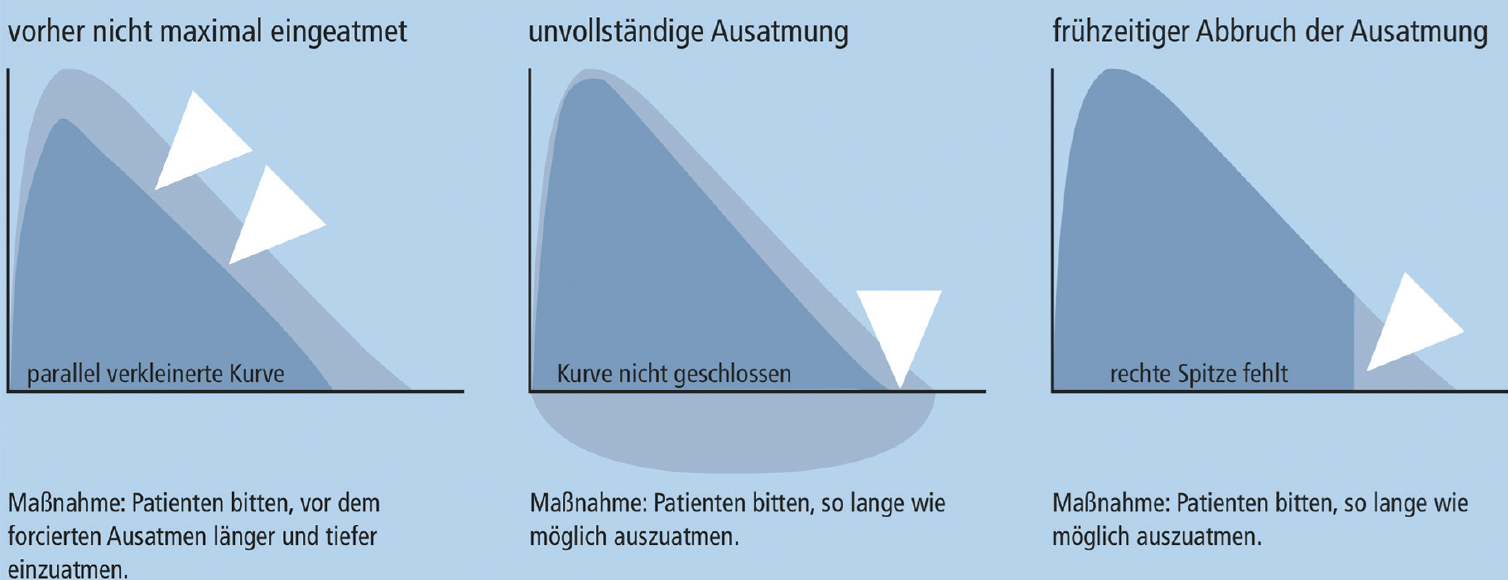 vorher nicht maximal eingeatmet
parallel verkleinerte Kurve
Maßnahme: Patienten bitten, vor dem
forcierten Ausatmen länger und tiefer
einzuatmen.
unvollständige Ausatmung
Kurve nicht geschlossen
Maßnahme: Patienten bitten, so lange wie
möglich auszuatmen.
frühzeitiger Abbruch der Ausatmung
rechte Spitze fehlt
Maßnahme: Patienten bitten, so lange wie
möglich auszuatmen.